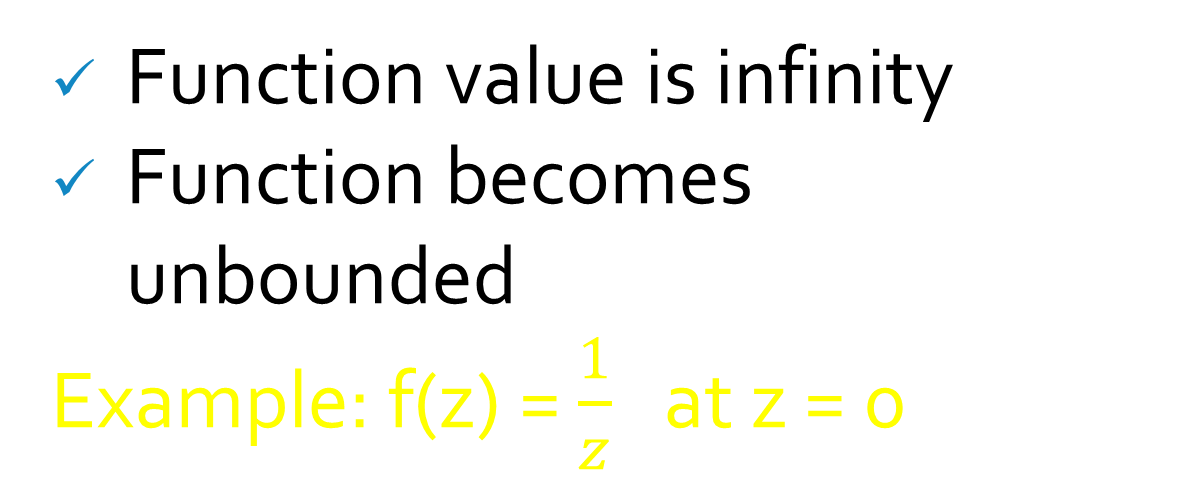 ✓ Function value is infinity
✓ Function becomes
unbounded
Example: f(z) = 1/z at z = 0